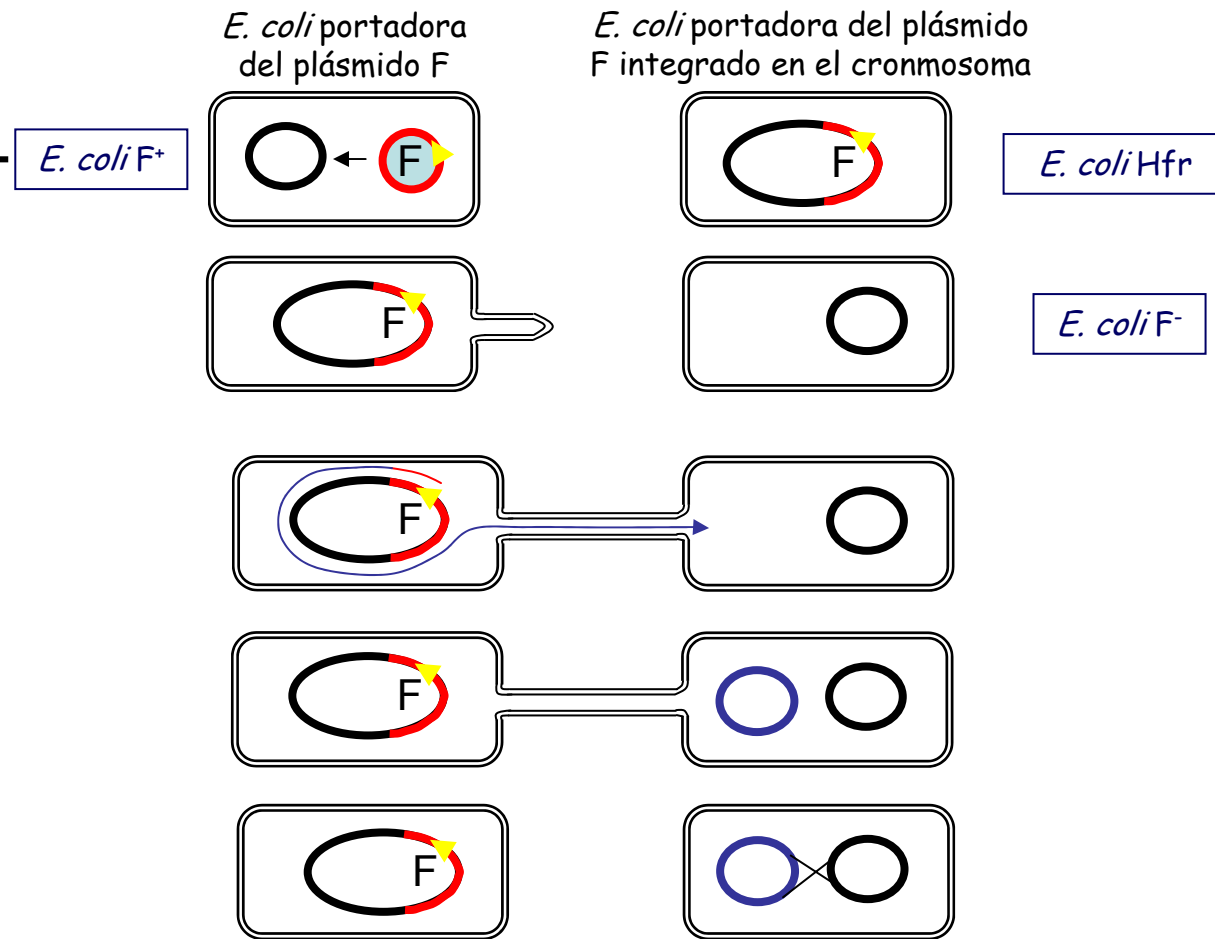 E. coli portadora
del plásmido F
E. coli portadora del plásmido
F integrado en el cronmosoma
E. coli F⁺
F
F
E. coli Hfr
F
E. coli F⁻
F
F
F